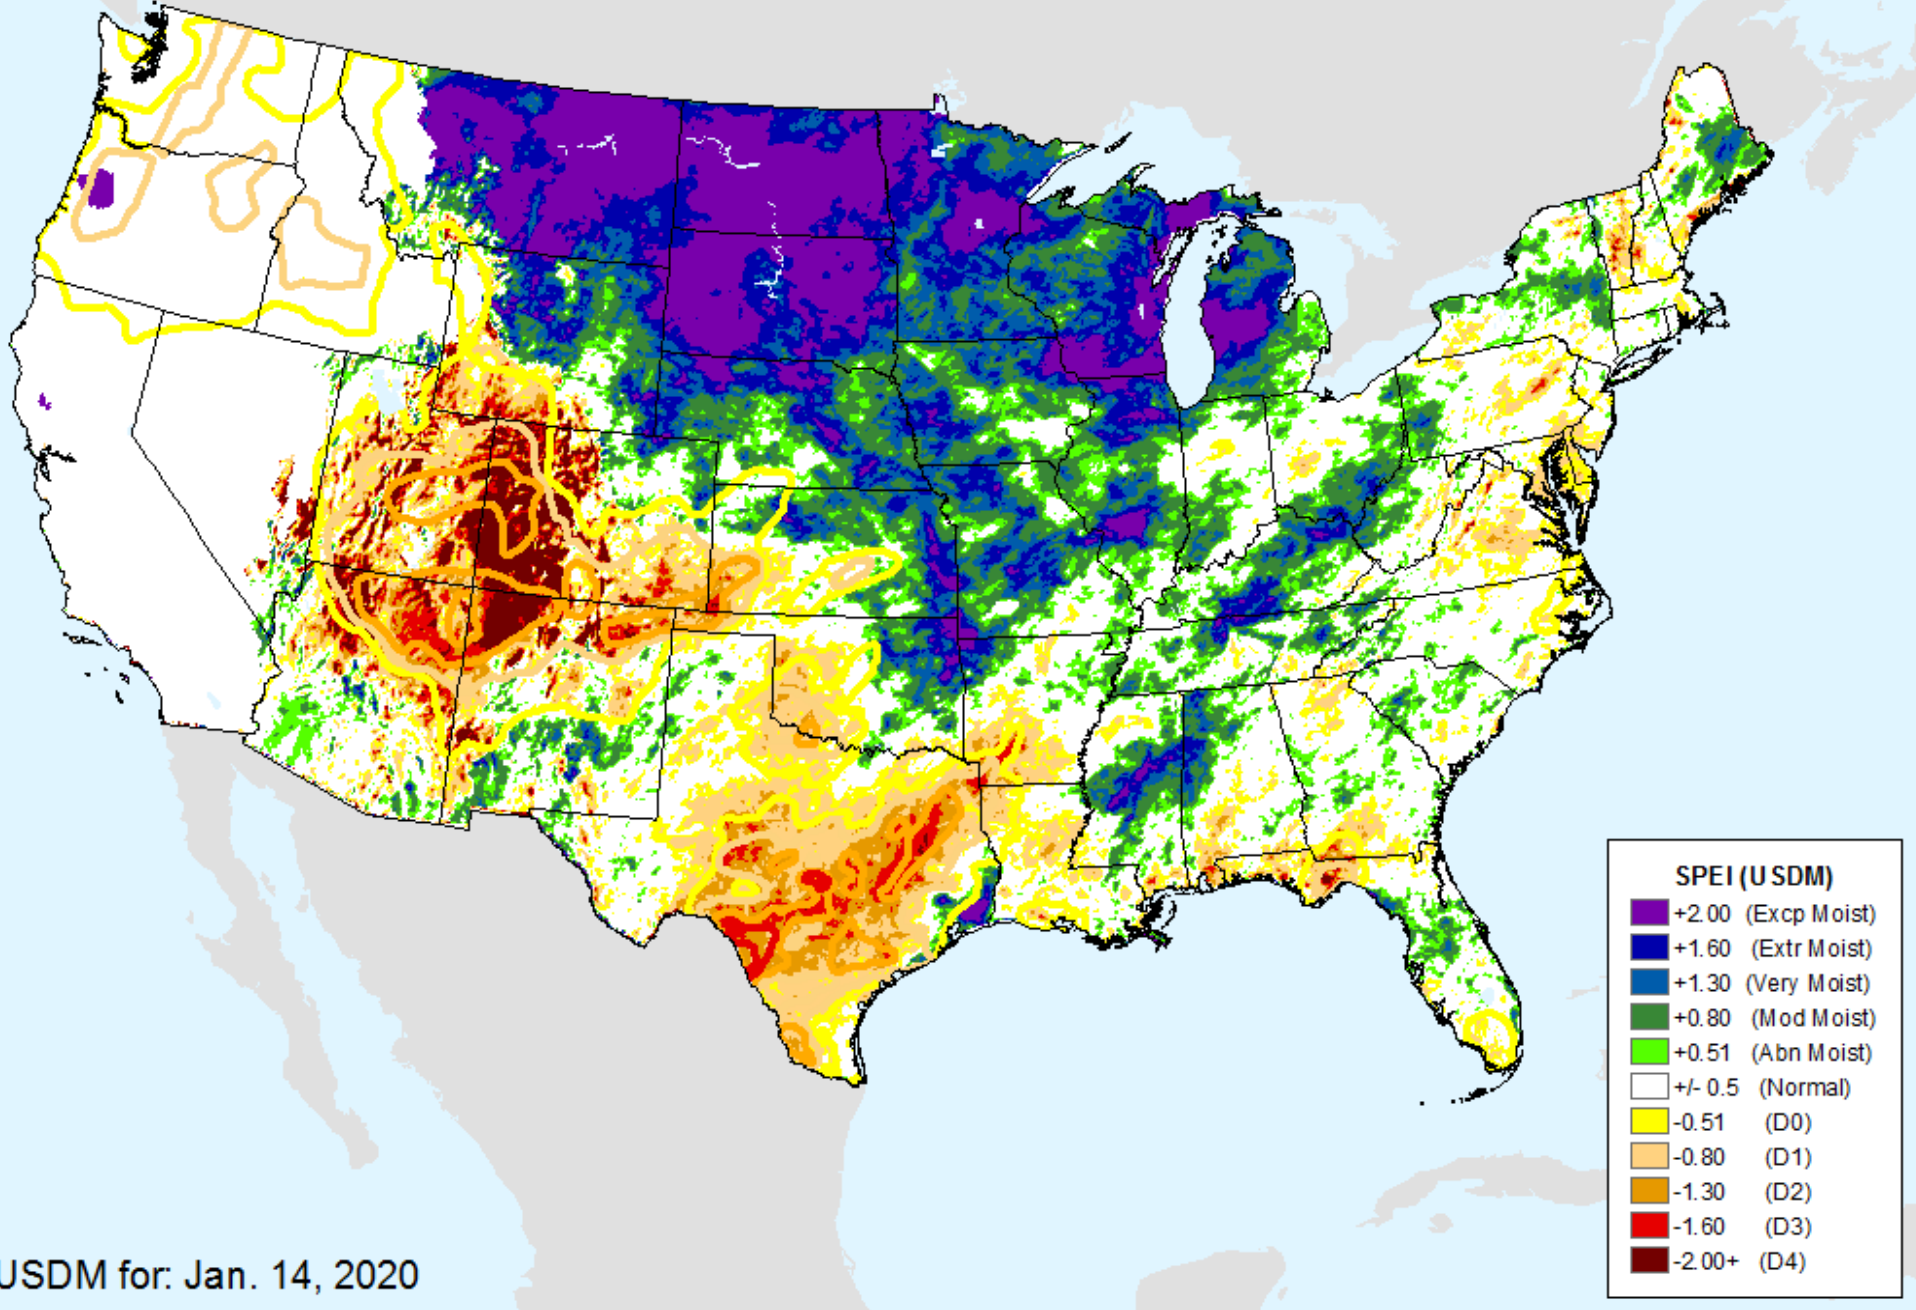 SPEI (USDM)
+2.00 (Excp Moist)
+1.60 (Extr Moist)
+1.30 (Very Moist)
+0.80 (Mod Moist)
+0.51 (Abn Moist)
+/- 0.5 (Normal)
-0.51 (D0)
-0.80 (D1)
-1.30 (D2)
-1.60 (D3)
-2.00+ (D4)
USDM for: Jan. 14, 2020